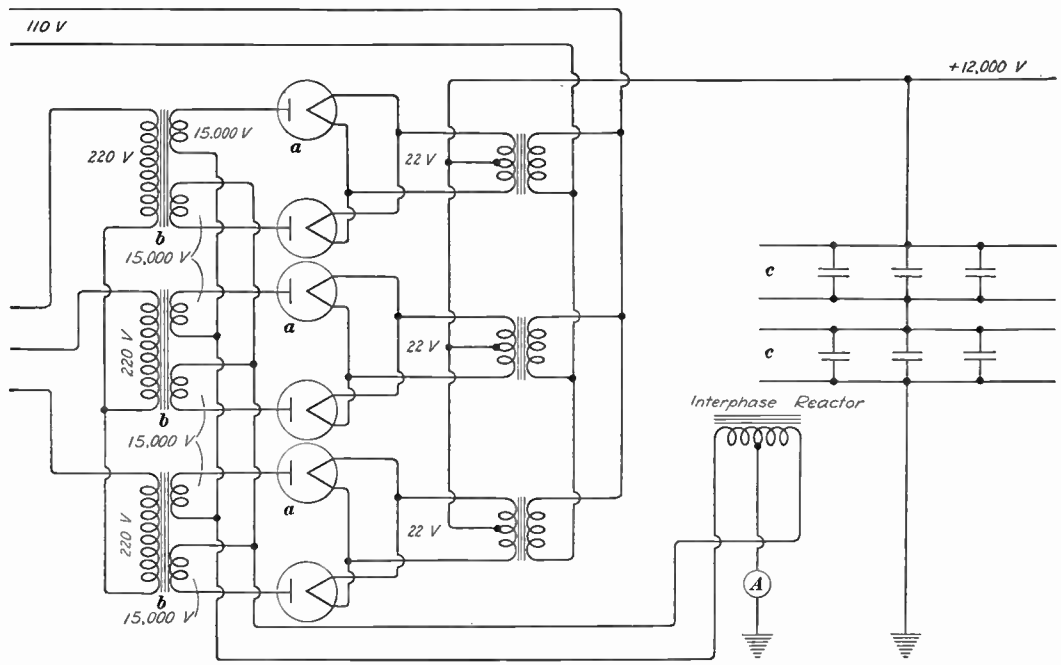 110 V
+12,000 V
15.000 V
a
22 V
220 V
b
15,000 V
c
a
220 V
22 V
c
Interphase Reactor
b
15,000 V
a
22 V
220 V
A
b
15,000 V